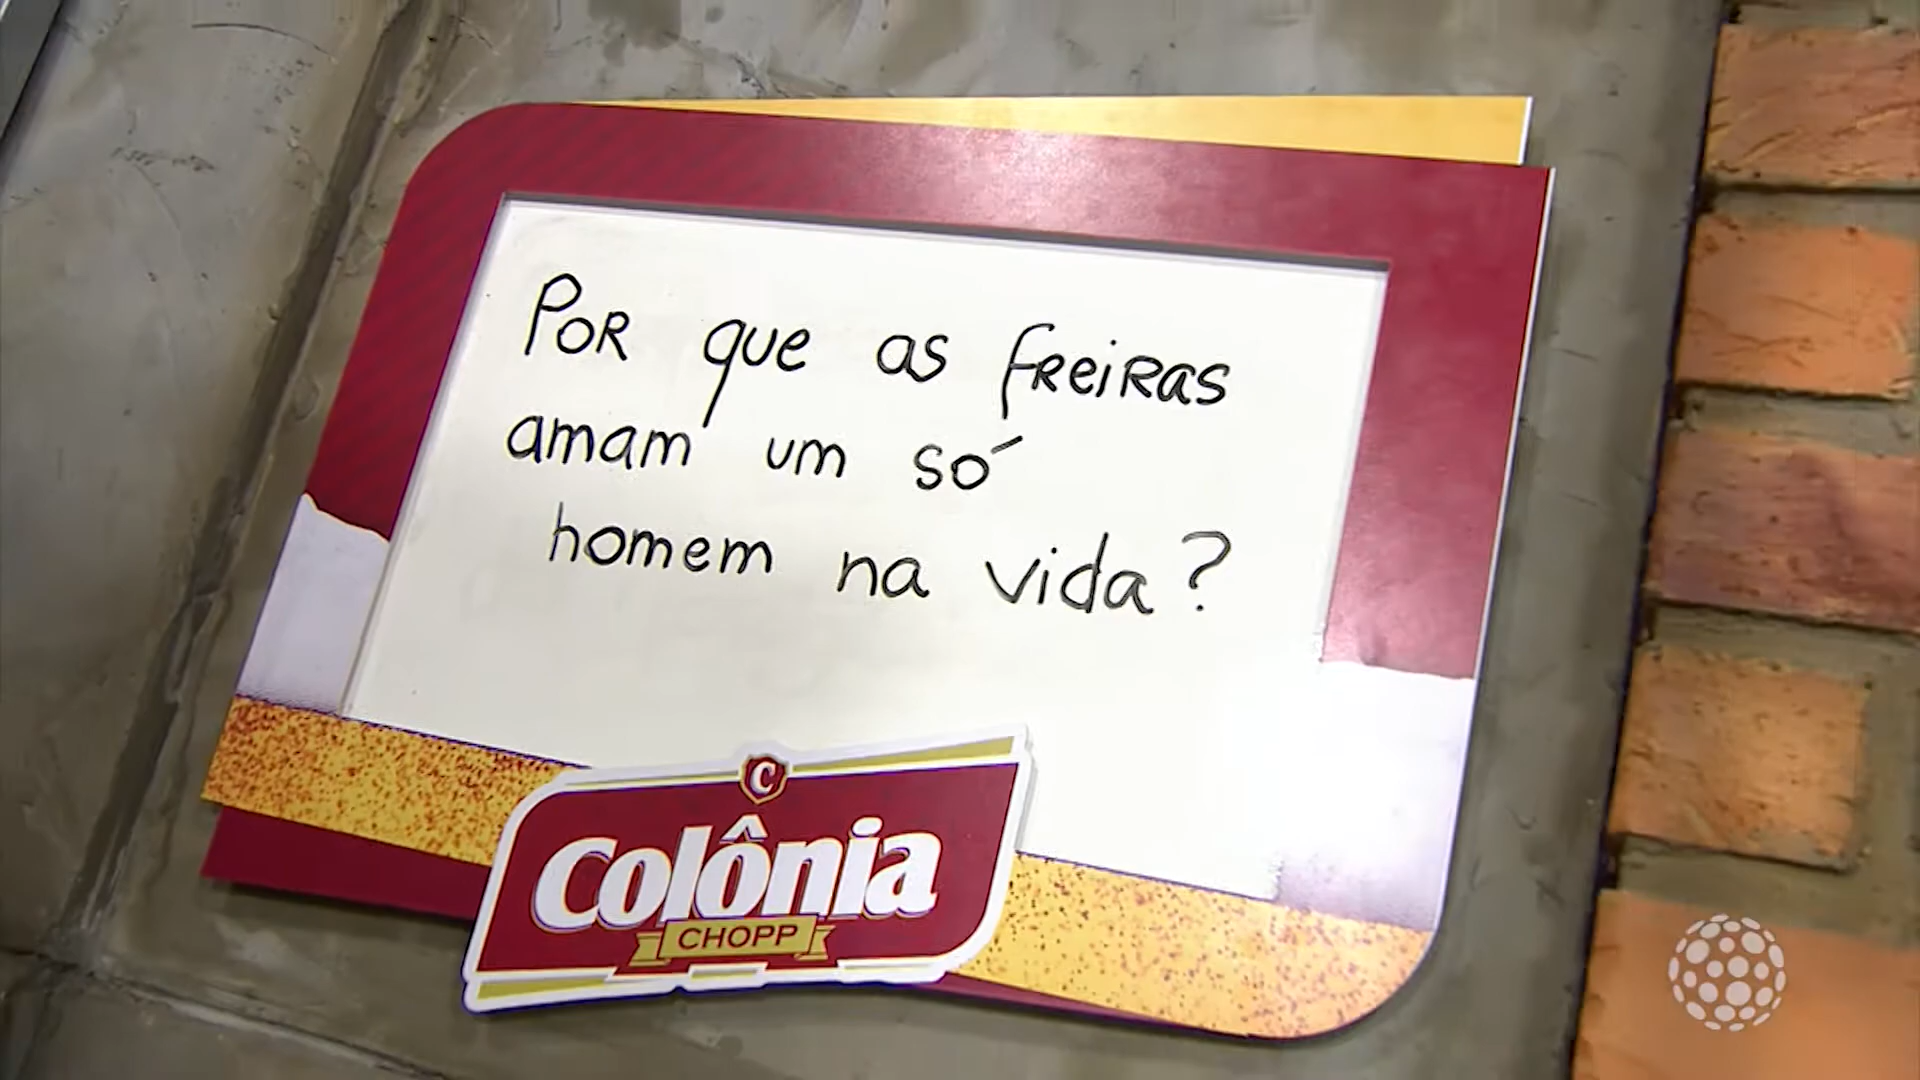 Por que as freiras
amam um só
homem na vida?
C
Colônia
CHOPP